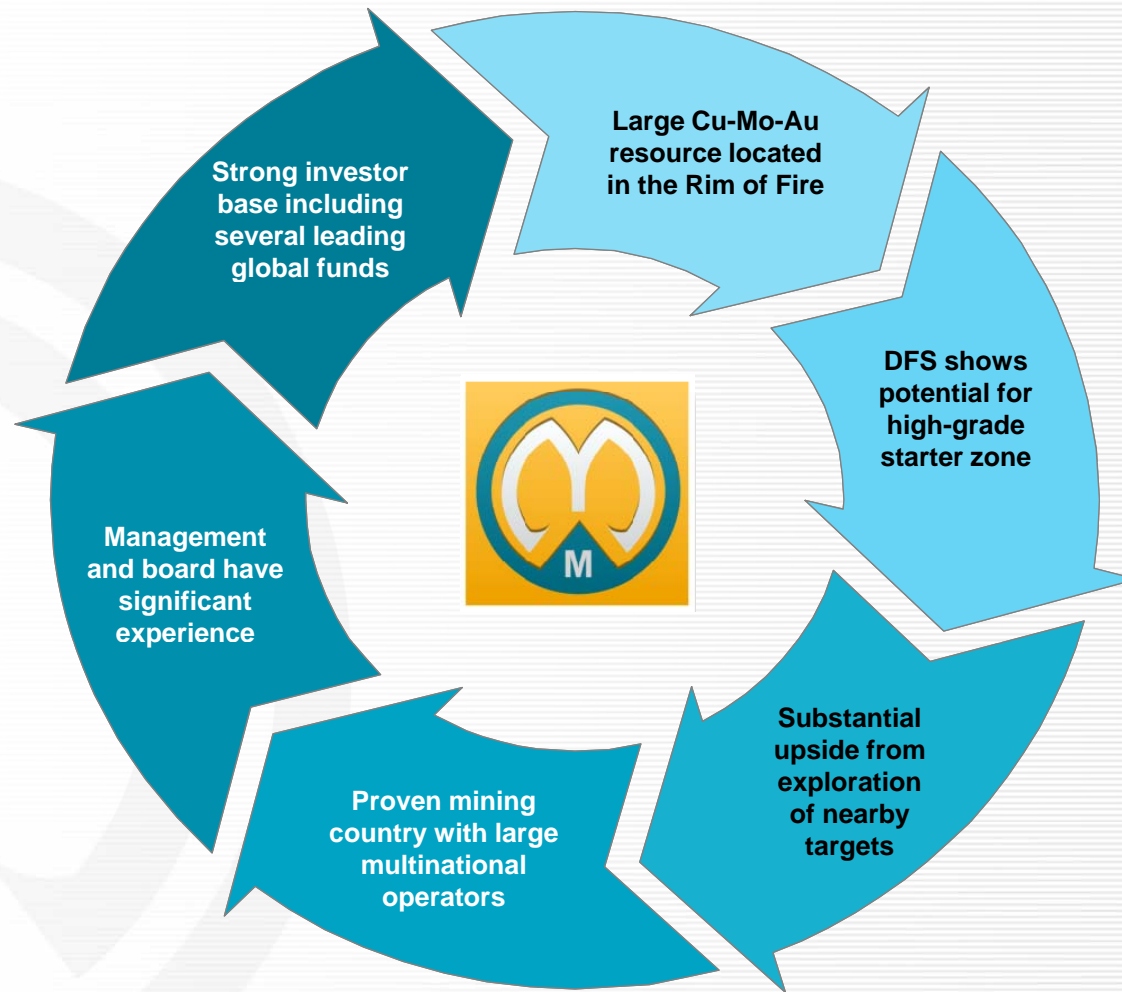 Large Cu-Mo-Au
resource located
in the Rim of Fire
DFS shows
potential for
high-grade
starter zone
Substantial
upside from
exploration
of nearby
targets
Proven mining
country with large
multinational
operators
Management
and board have
significant
experience
Strong investor
base including
several leading
global funds
M